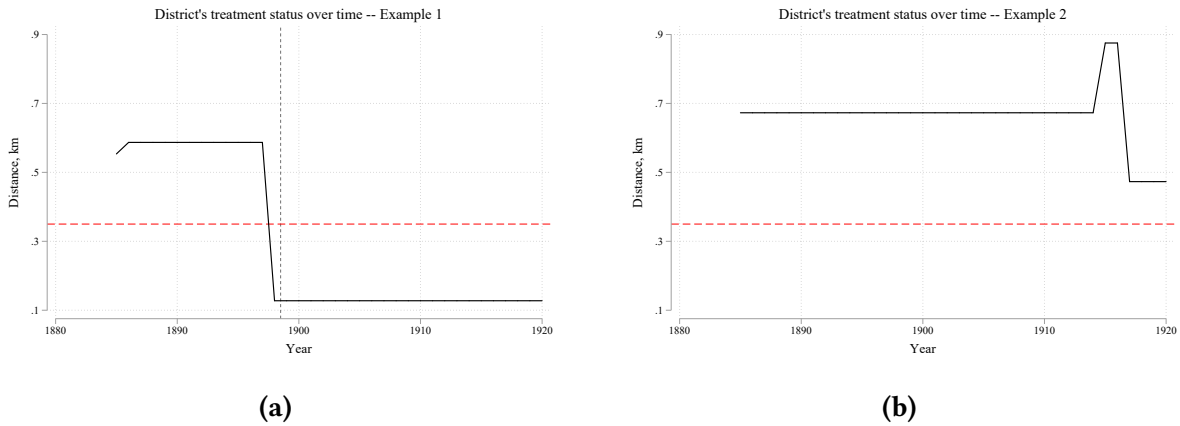 District's treatment status over time -- Example 1
.9
.7
.5
.3
.1
Distance, km
1880
1890
1900
1910
1920
Year
(a)
District's treatment status over time -- Example 2
.9
.7
.5
.3
.1
Distance, km
1880
1890
1900
1910
1920
Year
(b)